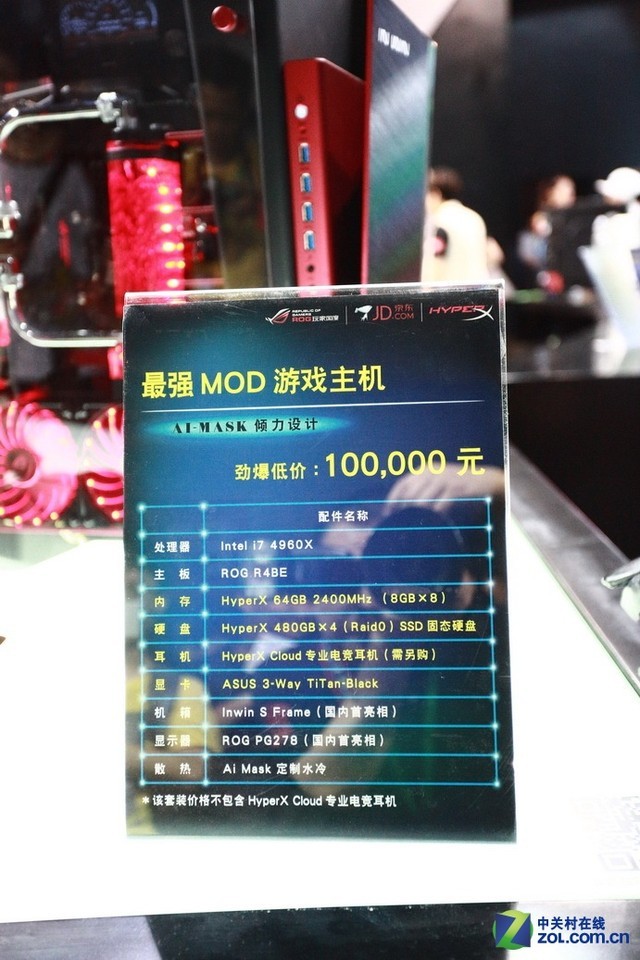 REPUBLIC OF
GAMERS
ROG 玩家国度
JD 京东
.COM
HYPERX
最强 MOD 游戏主机
AI-MASK 倾力设计
劲爆低价：100,000 元
配件名称
处理器 Intel i7 4960X
主 板 ROG R4BE
内 存 HyperX 64GB 2400MHz （8GB×8）
硬 盘 HyperX 480GB×4（Raid0）SSD 固态硬盘
耳 机 HyperX Cloud 专业电竞耳机（需另购）
显 卡 ASUS 3-Way TiTan-Black
机 箱 Inwin S Frame（国内首亮相）
显示器 ROG PG278（国内首亮相）
散 热 Ai Mask 定制水冷
*该套装价格不包含 HyperX Cloud 专业电竞耳机
中关村在线
ZOL.COM.CN